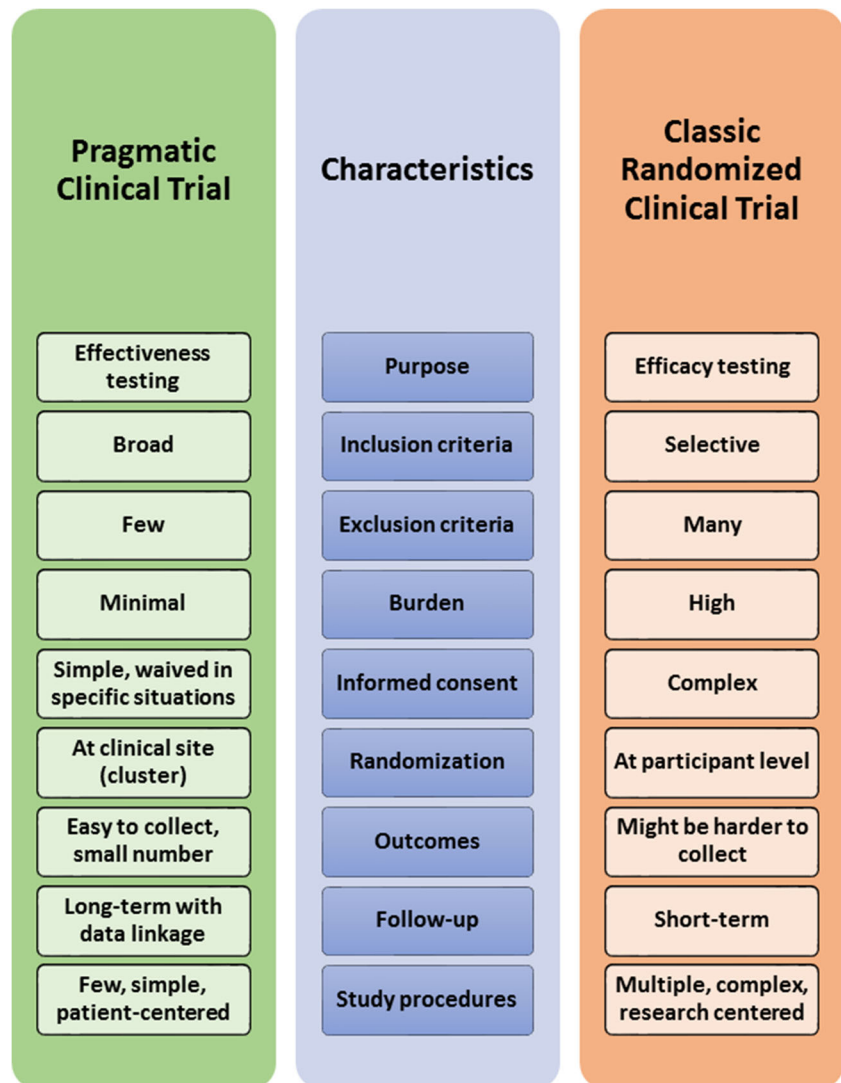 Pragmatic
Clinical Trial
Characteristics
Classic
Randomized
Clinical Trial
Effectiveness
testing
Purpose
Efficacy testing
Broad
Inclusion criteria
Selective
Few
Exclusion criteria
Many
Minimal
Burden
High
Simple, waived in
specific situations
Informed consent
Complex
At clinical site
(cluster)
Randomization
At participant level
Easy to collect,
small number
Outcomes
Might be harder to
collect
Long-term with
data linkage
Follow-up
Short-term
Few, simple,
patient-centered
Study procedures
Multiple, complex,
research centered